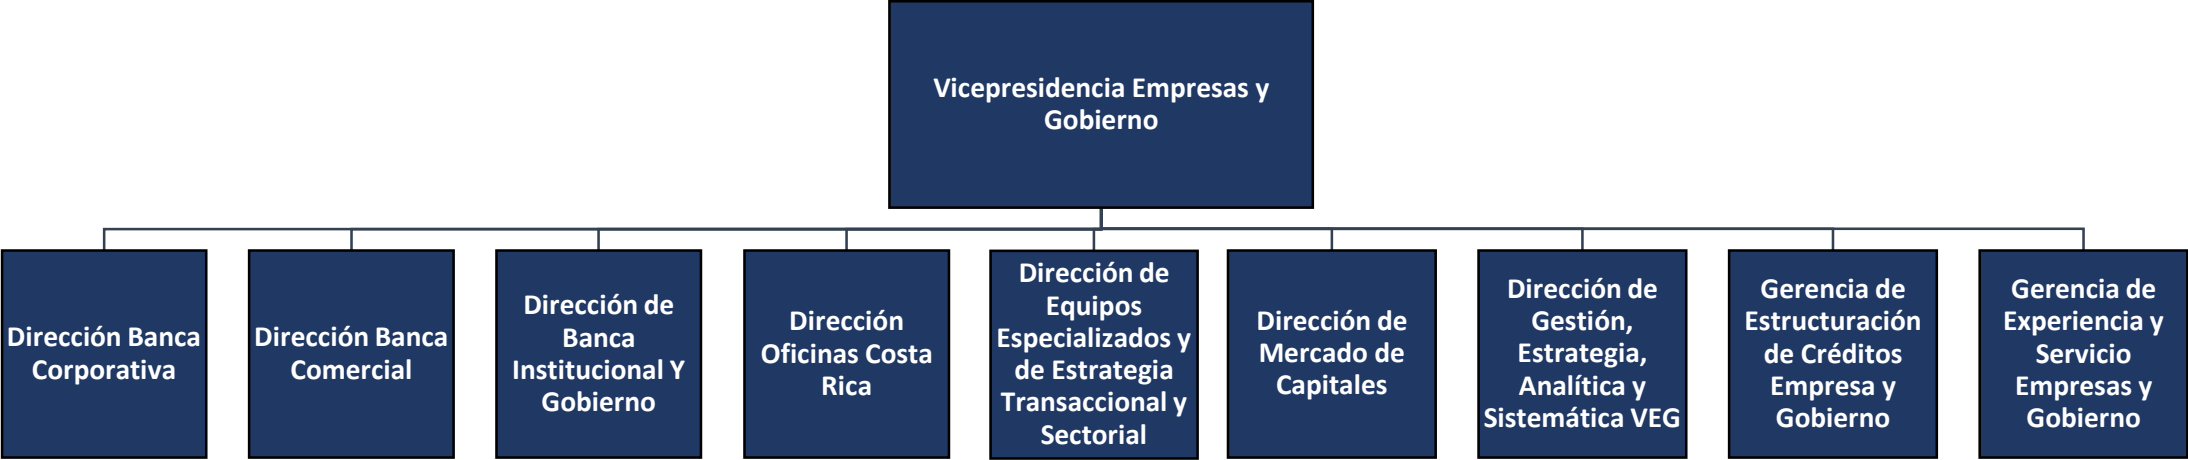 Vicepresidencia Empresas y
Gobierno
Dirección Banca
Corporativa
Dirección Banca
Comercial
Dirección de
Banca
Institucional Y
Gobierno
Dirección
Oficinas Costa
Rica
Dirección de
Equipos
Especializados y
de Estrategia
Transaccional y
Sectorial
Dirección de
Mercado de
Capitales
Dirección de
Gestión,
Estrategia,
Analítica y
Sistemática VEG
Gerencia de
Estructuración
de Créditos
Empresa y
Gobierno
Gerencia de
Experiencia y
Servicio
Empresas y
Gobierno